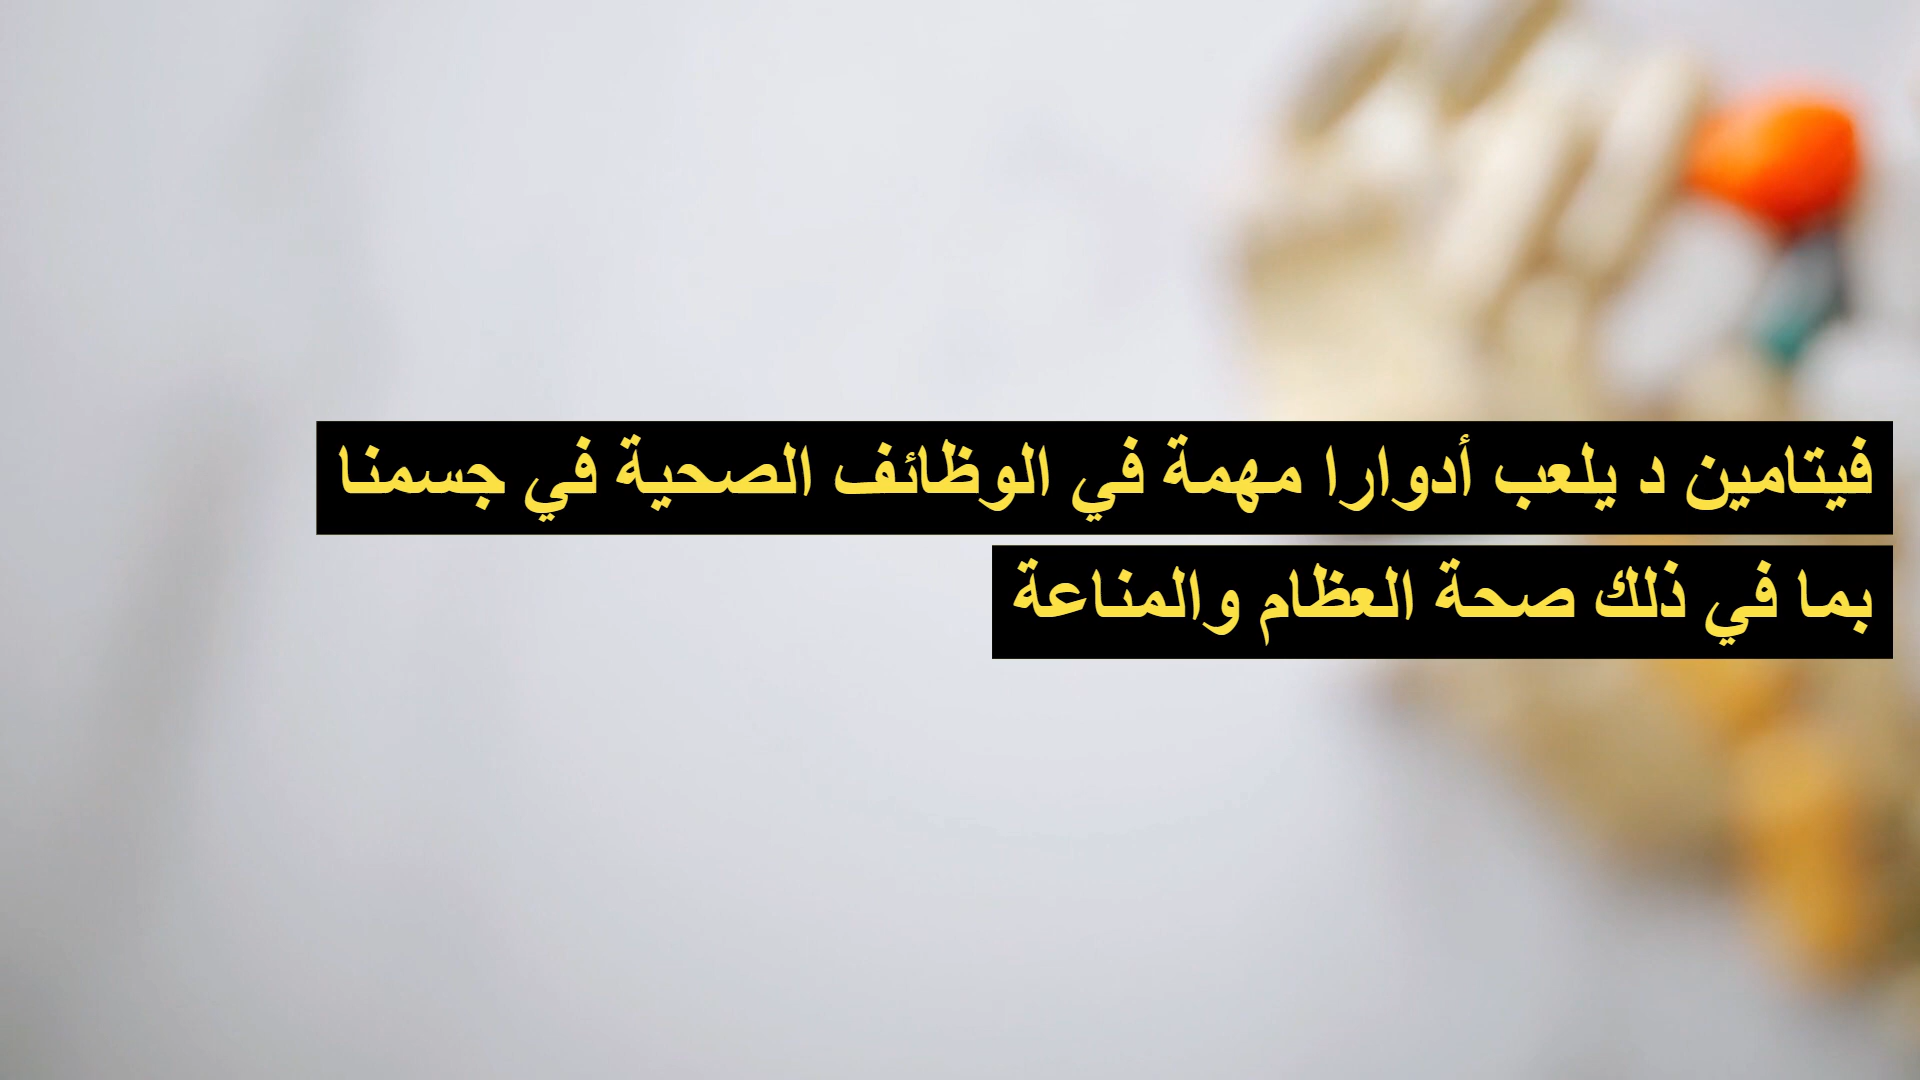 فيتامين د يلعب أدوارا مهمة في الوظائف الصحية في جسمنا
بما في ذلك صحة العظام والمناعة